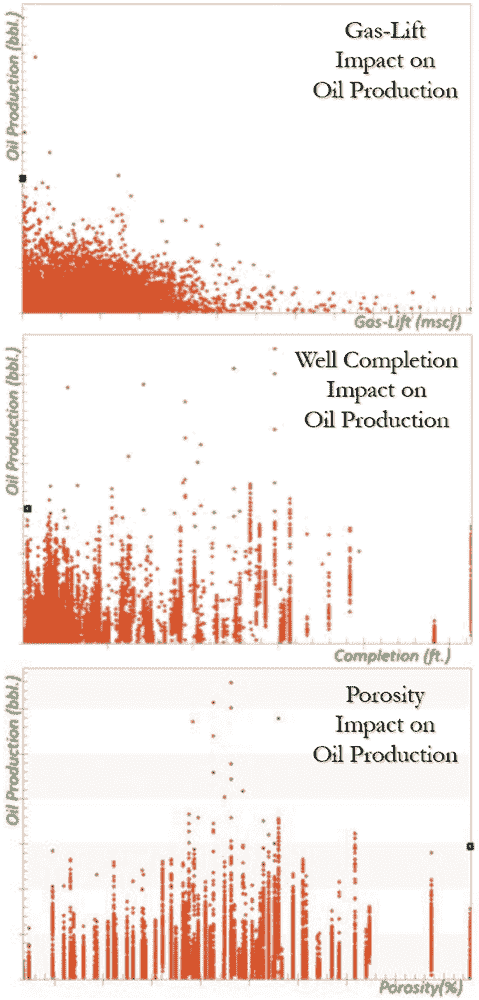 Oil Production (bbl.)
Gas-Lift
Impact on
Oil Production
Gas-Lift (mscf)
Oil Production (bbl.)
Well Completion
Impact on
Oil Production
Completion (ft.)
Oil Production (bbl.)
Porosity
Impact on
Oil Production
Porosity(%)